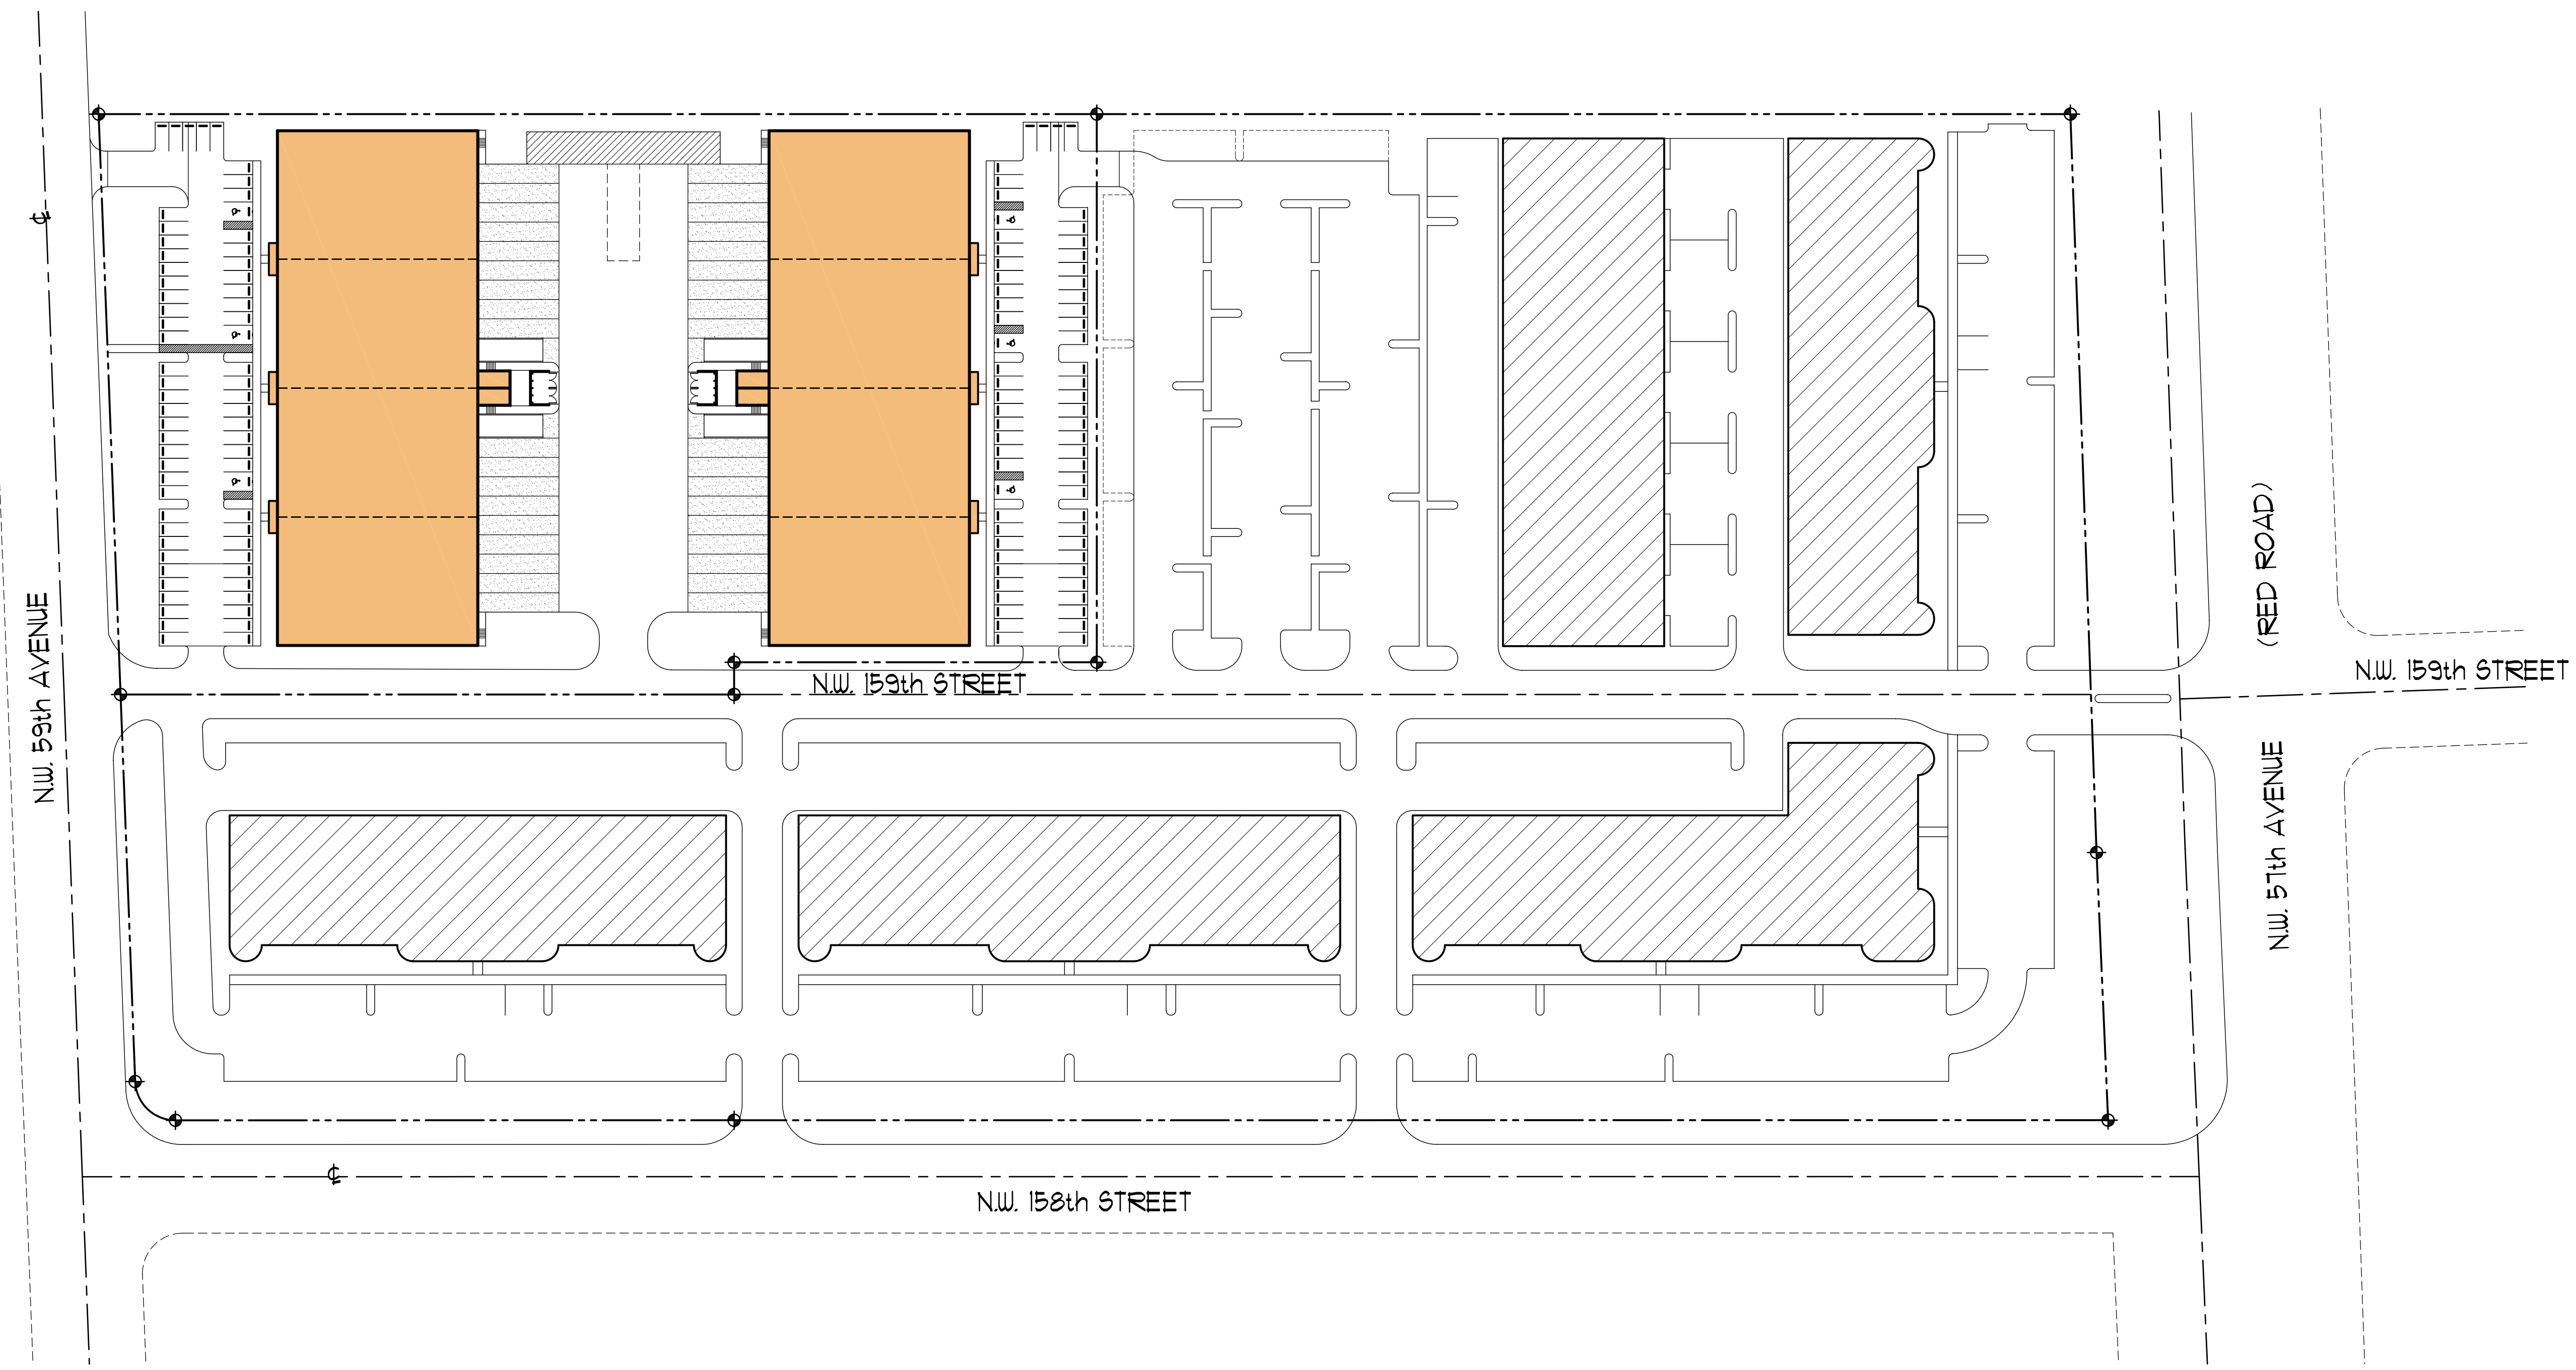 (RED ROAD)
N.W. 59th AVENUE
N.W. 159th STREET
N.W. 159th STREET
N.W. 57th AVENUE
N.W. 158th STREET